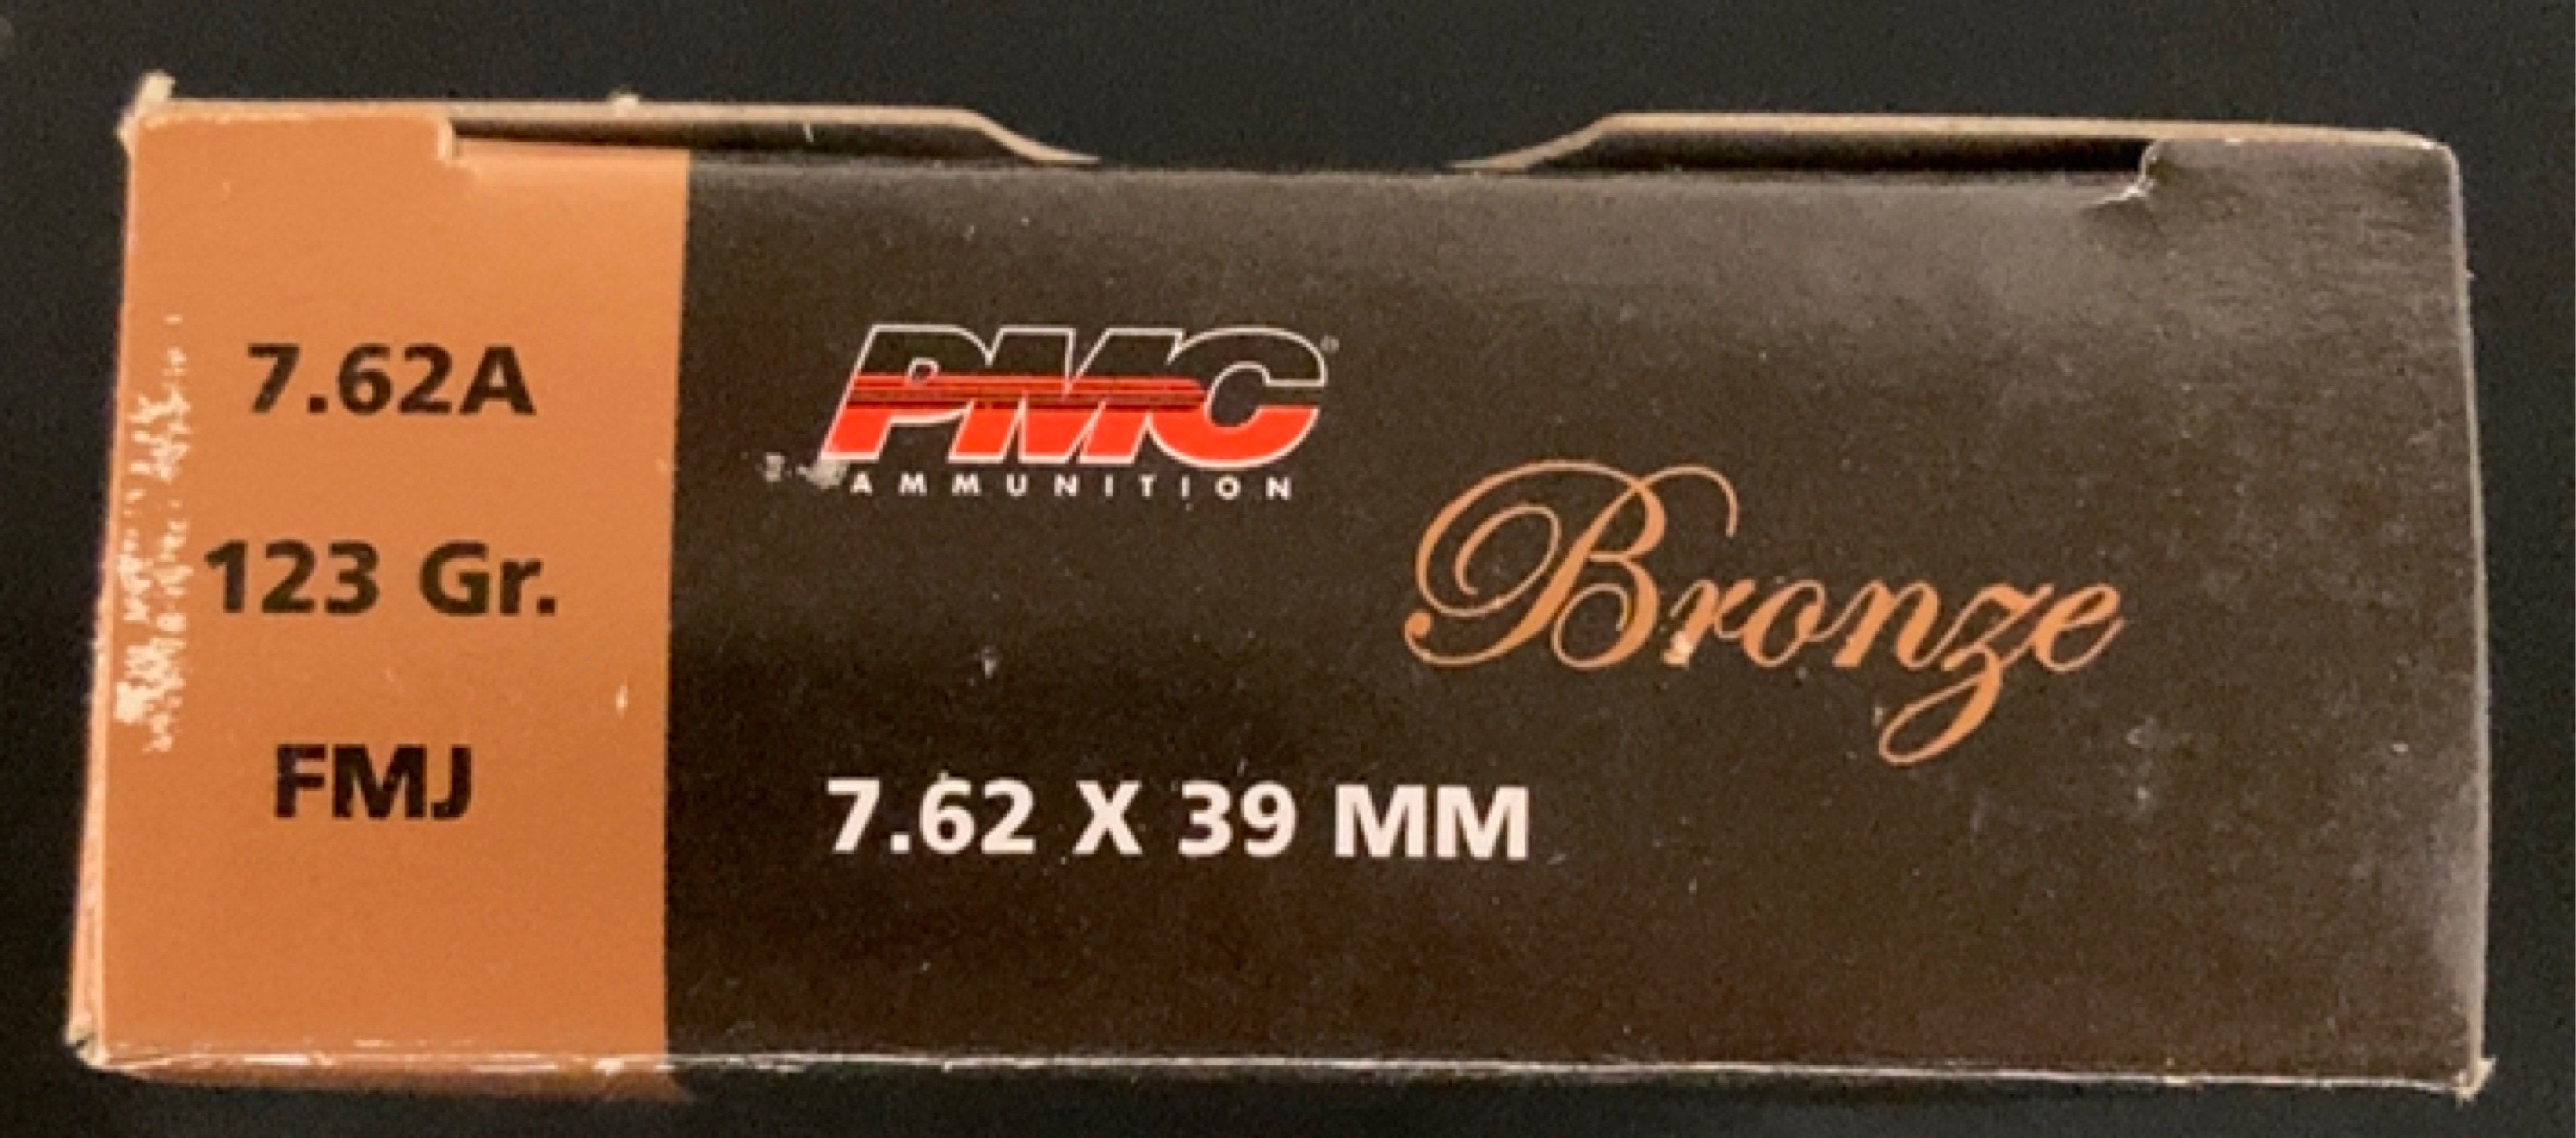 7.62A
123 Gr.
FMJ
PMC®
AMMUNITION
Bronze
7.62 X 39 MM